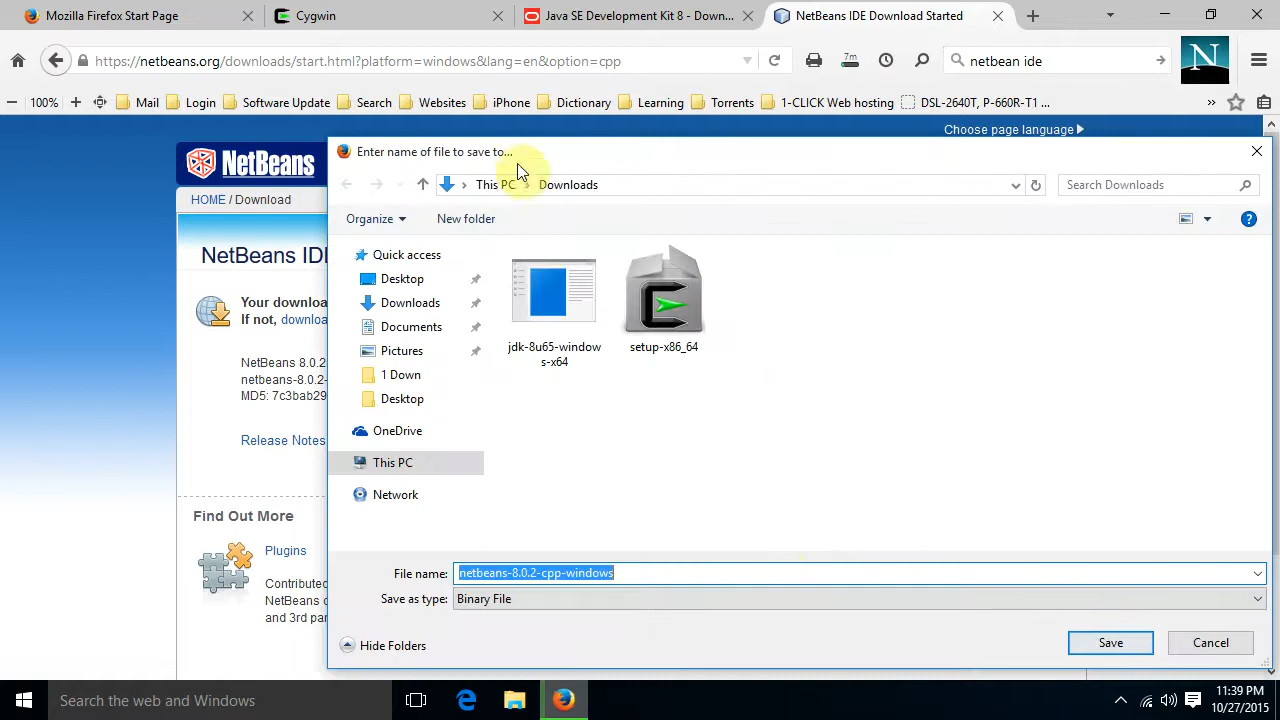 Mozilla Firefox Start Page
Cygwin
Java SE Development Kit 8 - Down...
NetBeans IDE Download Started
https://netbeans.org/downloads/start.html?platform=windows&lang=en&option=cpp
7m
netbean ide
N
100%
Mail
Login
Software Update
Search
Websites
iPhone
Dictionary
Learning
Torrents
1-CLICK Web hosting
DSL-2640T, P-660R-T1 ...
Choose page language
NetBeans
HOME / Download
NetBeans ID
Your downloa
If not, downloa
NetBeans 8.0.2
netbeans-8.0.2-
MD5: 7c3bab29
Release Notes
Find Out More
Plugins
Contributed
NetBeans
and 3rd par
Enter name of file to save to...
This PC
Downloads
Search Downloads
Organize
New folder
Quick access
Desktop
Downloads
Documents
Pictures
1 Down
Desktop
OneDrive
This PC
Network
jdk-8u65-window
s-x64
setup-x86_64
File name:
netbeans-8.0.2-cpp-windows
Save as type:
Binary File
Hide Folders
Save
Cancel
Search the web and Windows
11:39 PM
10/27/2015